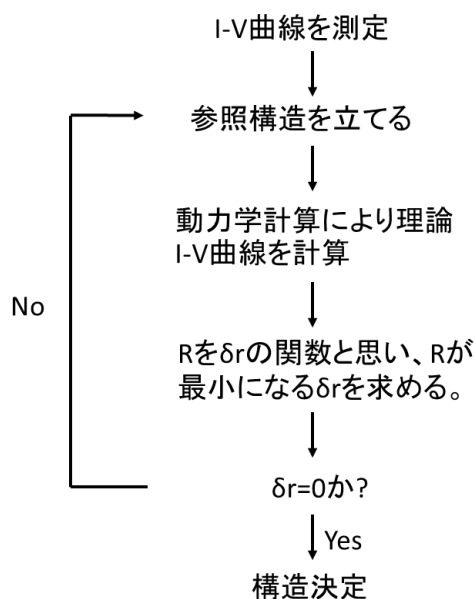 I-V曲線を測定
参照構造を立てる
動力学計算により理論
I-V曲線を計算
No
Rをδrの関数と思い、Rが
最小になるδrを求める。
δr=0か?
Yes
構造決定